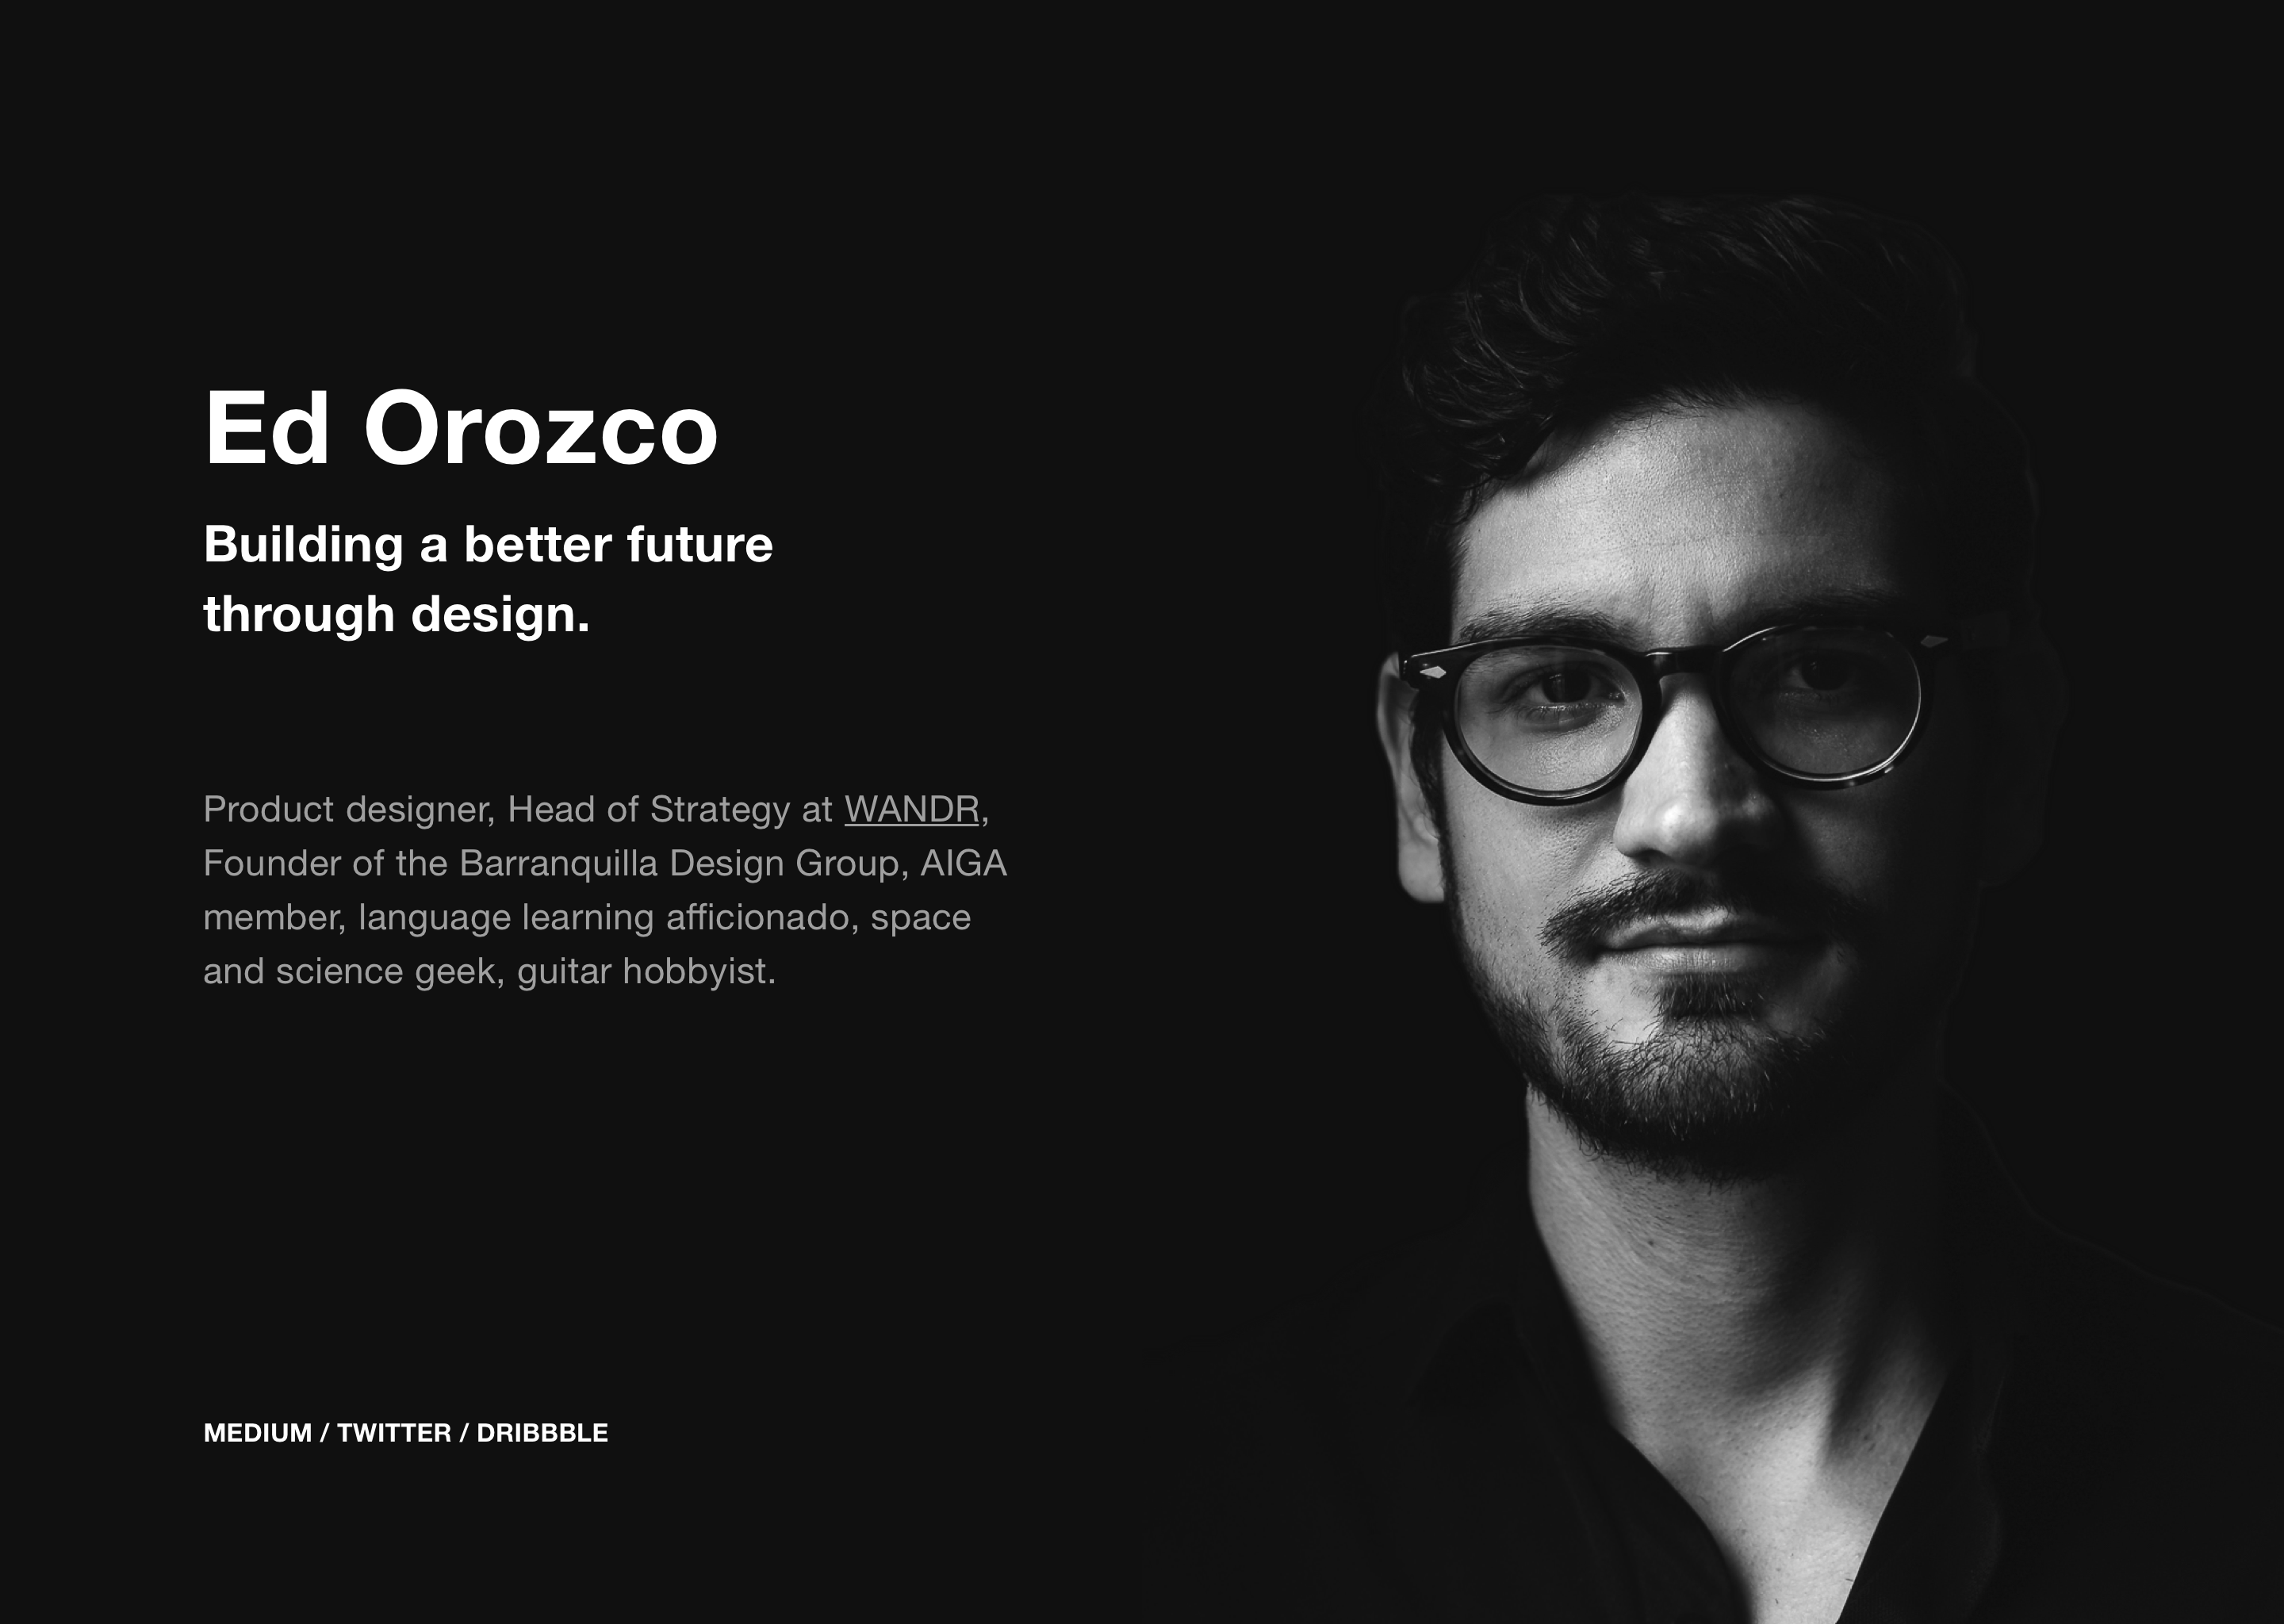 Ed Orozco
Building a better future
through design.
Product designer, Head of Strategy at WANDR,
Founder of the Barranquilla Design Group, AIGA
member, language learning afficionado, space
and science geek, guitar hobbyist.
MEDIUM / TWITTER / DRIBBBLE